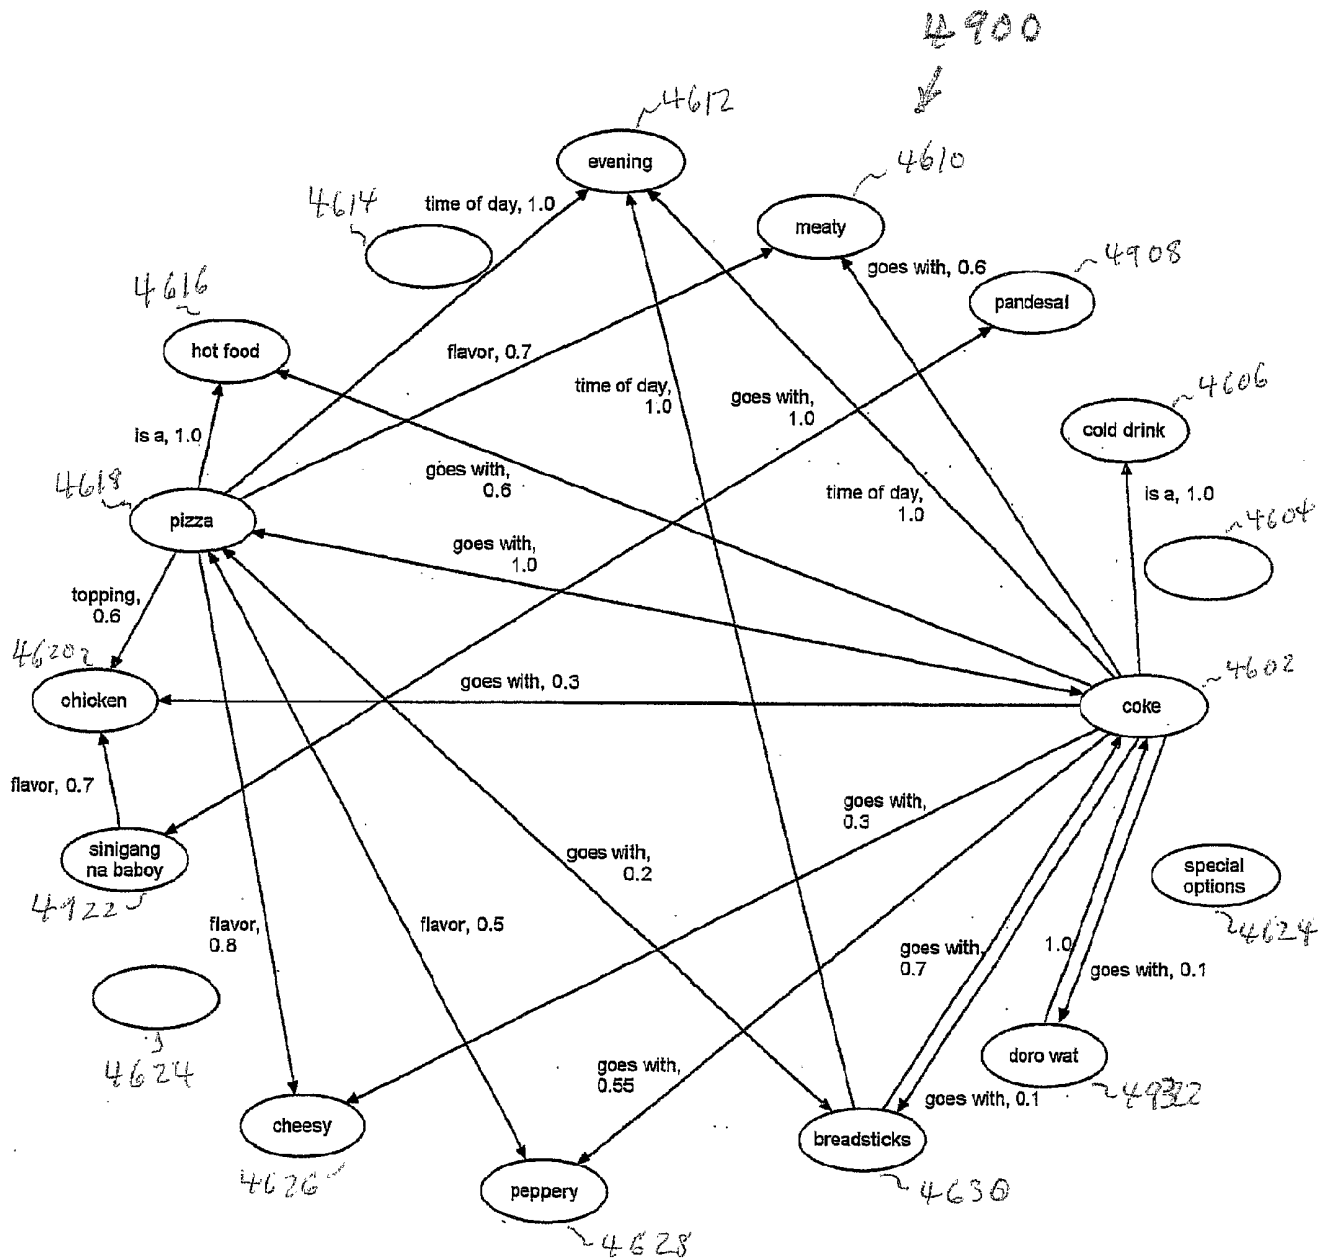 4900
4612
evening
4610
4614
time of day, 1.0
meaty
4908
goes with, 0.6
4616
pandesal
hot food
flavor, 0.7
4606
time of day,
1.0
goes with,
1.0
cold drink
is a, 1.0
goes with,
0.6
4618
time of day,
1.0
is a, 1.0
pizza
4604
goes with,
1.0
topping,
0.6
4620
4602
chicken
goes with, 0.3
coke
flavor, 0.7
goes with,
0.3
sinigang
na baboy
goes with,
0.2
special
options
4922
flavor,
0.8
flavor, 0.5
4624
goes with,
0.7
1.0
goes with, 0.1
doro wat
4624
goes with,
0.55
goes with, 0.1
cheesy
breadsticks
4626
peppery
4630
4628